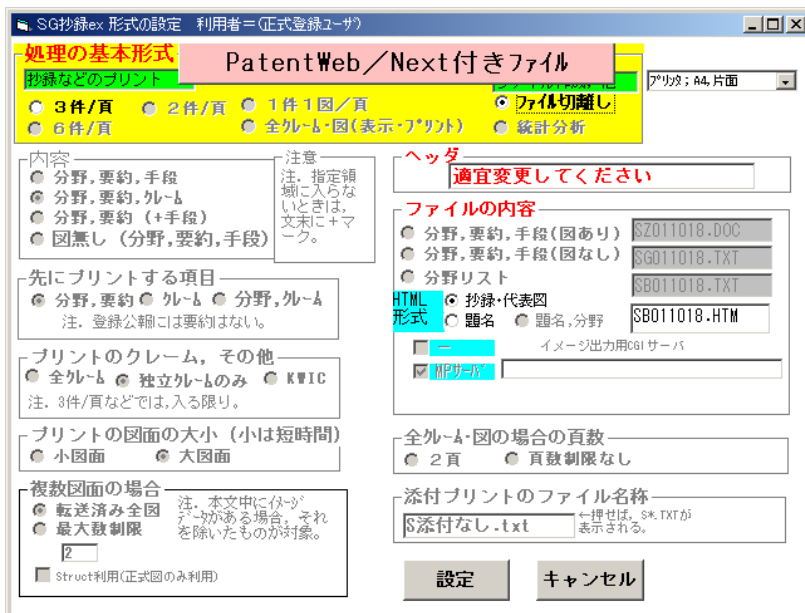 SG抄録ex 形式の設定 利用者=(正式登録ユーザ)
処理の基本形式
PatentWeb/Next付きファイル
抄録などのプリント
プリンタ;A4,片面
3件/頁
2件/頁
1件1図/頁
ファイル切離し
6件/頁
全クレーム・図(表示・プリント)
統計分析
内容
分野,要約,手段
分野,要約,クレーム
分野,要約 (+手段)
図無し (分野,要約,手段)
注意
注.指定領
域に入らな
いときは,
文末に+マ
ーク。
先にプリントする項目
分野,要約
クレーム
分野,クレーム
注.登録公報には要約はない。
プリントのクレーム,その他
全クレーム
独立クレームのみ
KWIC
注.3件/頁などでは,入る限り。
プリントの図面の大小 (小は短時間)
小図面
大図面
複数図面の場合
転送済み全図
最大数制限
2
注.本文中にイメージ
データがある場合,それ
を除いたものが対象。
Struct利用(正式図のみ利用)
ヘッダ
適宜変更してください
ファイルの内容
分野,要約,手段(図あり)
SZ011018.DOC
分野,要約,手段(図なし)
SG011018.TXT
分野リスト
SB011018.TXT
HTML
形式
抄録・代表図
題名
題名,分野
SB011018.HTM
ー
イメージ出力用CGIサーバ
MPサーバ
全クレーム・図の場合の頁数
2頁
頁数制限なし
添付プリントのファイル名称
S添付なし.txt
←押せば,S*.TXTが
表示される。
設定
キャンセル